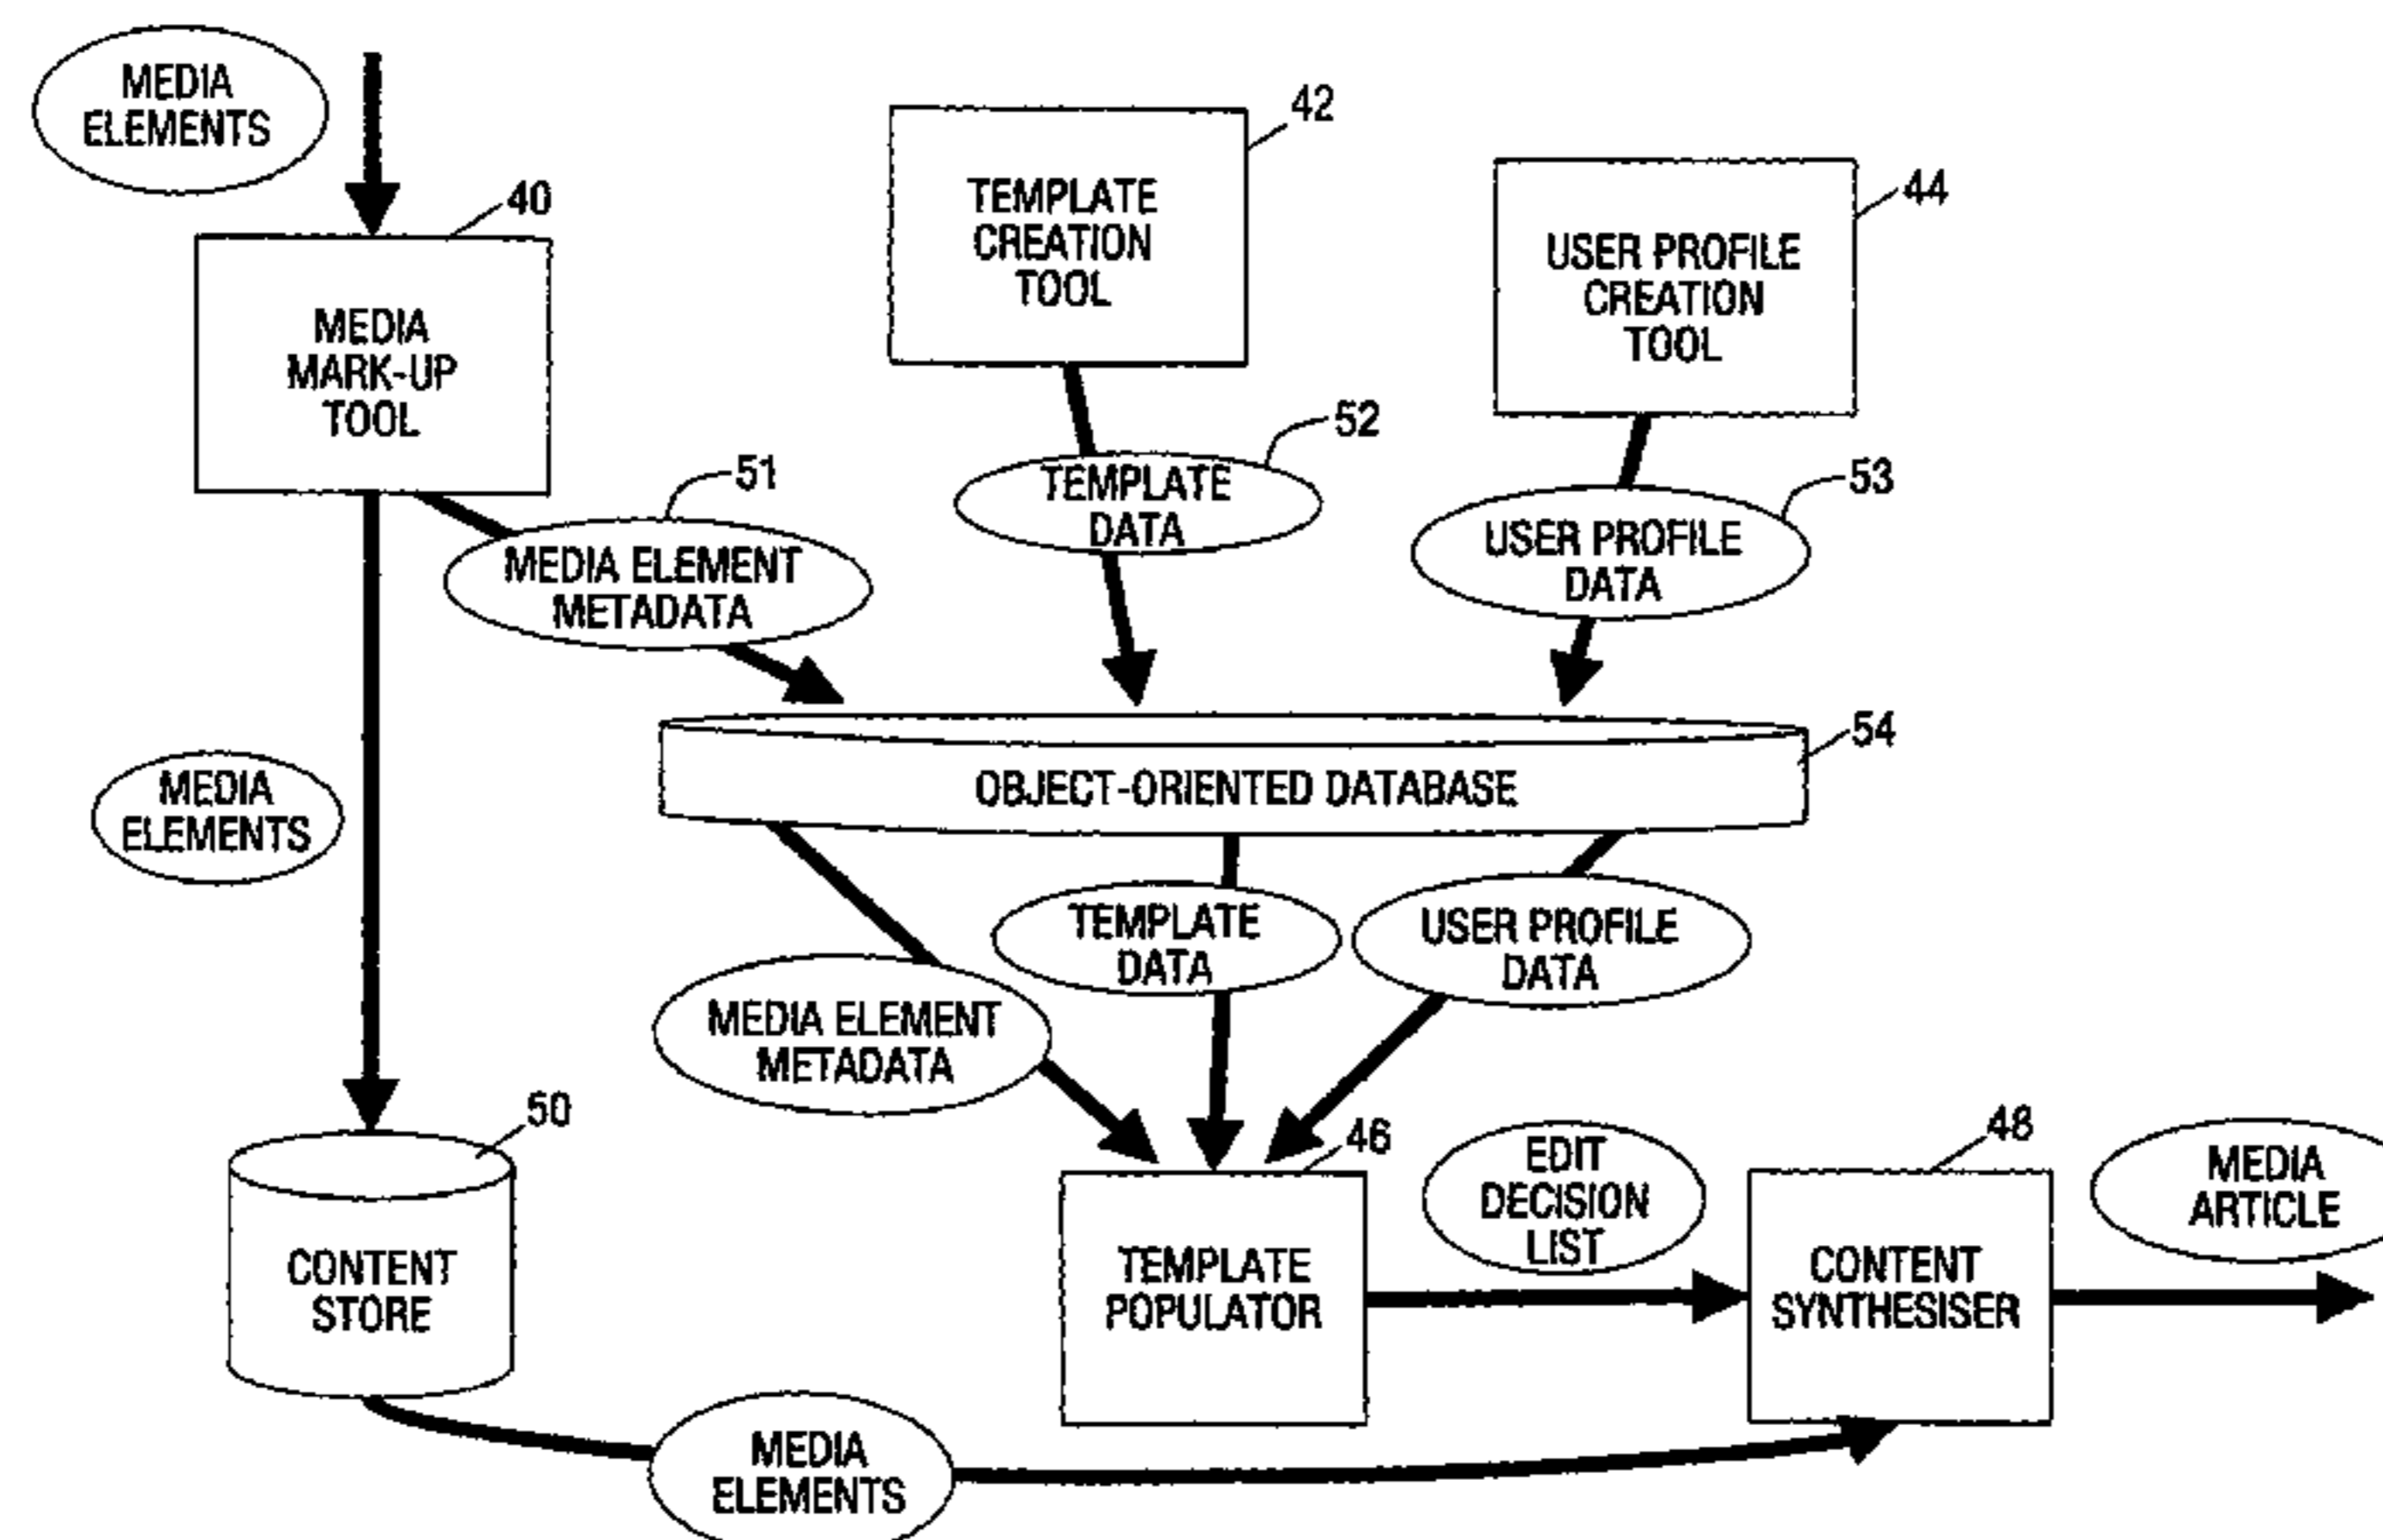 MEDIA
ELEMENTS
40
MEDIA
MARK-UP
TOOL
42
TEMPLATE
CREATION
TOOL
44
USER PROFILE
CREATION
TOOL
51
MEDIA ELEMENT
METADATA
52
TEMPLATE
DATA
53
USER PROFILE
DATA
54
OBJECT-ORIENTED DATABASE
MEDIA
ELEMENTS
MEDIA ELEMENT
METADATA
TEMPLATE
DATA
USER PROFILE
DATA
50
CONTENT
STORE
46
TEMPLATE
POPULATOR
EDIT
DECISION
LIST
48
CONTENT
SYNTHESISER
MEDIA
ARTICLE
MEDIA
ELEMENTS